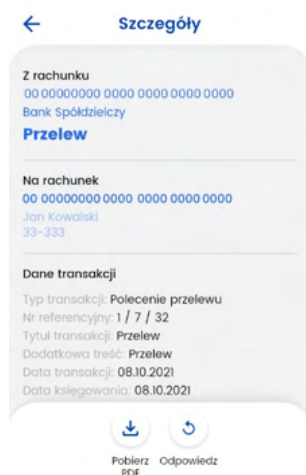 Szczegóły
Z rachunku
00 00000000 0000 0000 0000 0000
Bank Spółdzielczy
Przelew
Na rachunek
00 00000000 0000 0000 0000 0000
Jan Kowalski
33-333
Dane transakcji
Typ transakcji: Polecenie przelewu
Nr referencyjny: 1 / 7 / 32
Tytuł transakcji: Przelew
Dodatkowa treść: Przelew
Data transakcji: 08.10.2021
Data księgowania: 08.10.2021
Pobierz PDF
Odpowiedz